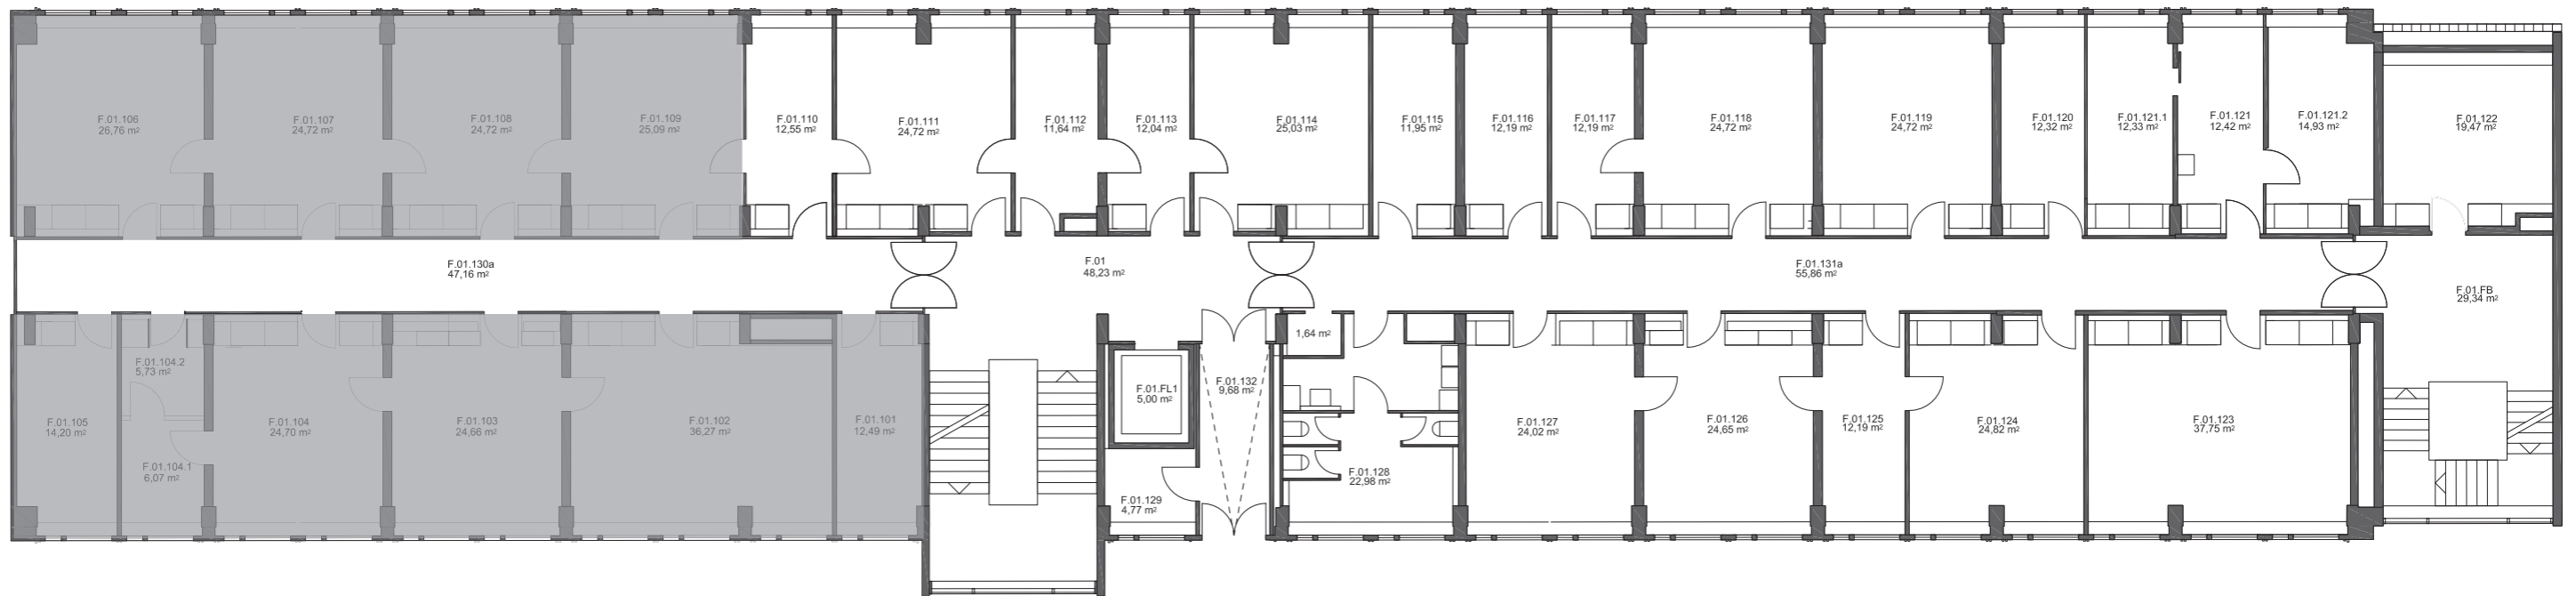 F.01.106
26,76 m²
F.01.107
24,72 m²
F.01.108
24,72 m²
F.01.109
25,09 m²
F.01.110
12,55 m²
F.01.111
24,72 m²
F.01.112
11,64 m²
F.01.113
12,04 m²
F.01.114
25,03 m²
F.01.115
11,95 m²
F.01.116
12,19 m²
F.01.117
12,19 m²
F.01.118
24,72 m²
F.01.119
24,72 m²
F.01.120
12,32 m²
F.01.121.1
12,33 m²
F.01.121
12,42 m²
F.01.121.2
14,93 m²
F.01.122
19,47 m²
F.01.130a
47,16 m²
F.01
48,23 m²
F.01.131a
55,86 m²
F.01.FB
29,34 m²
F.01.105
14,20 m²
F.01.104.2
5,73 m²
F.01.104.1
6,07 m²
F.01.104
24,70 m²
F.01.103
24,66 m²
F.01.102
36,27 m²
F.01.101
12,49 m²
F.01.FL1
5,00 m²
F.01.129
4,77 m²
F.01.132
9,68 m²
1,64 m²
F.01.128
22,98 m²
F.01.127
24,02 m²
F.01.126
24,65 m²
F.01.125
12,19 m²
F.01.124
24,82 m²
F.01.123
37,75 m²